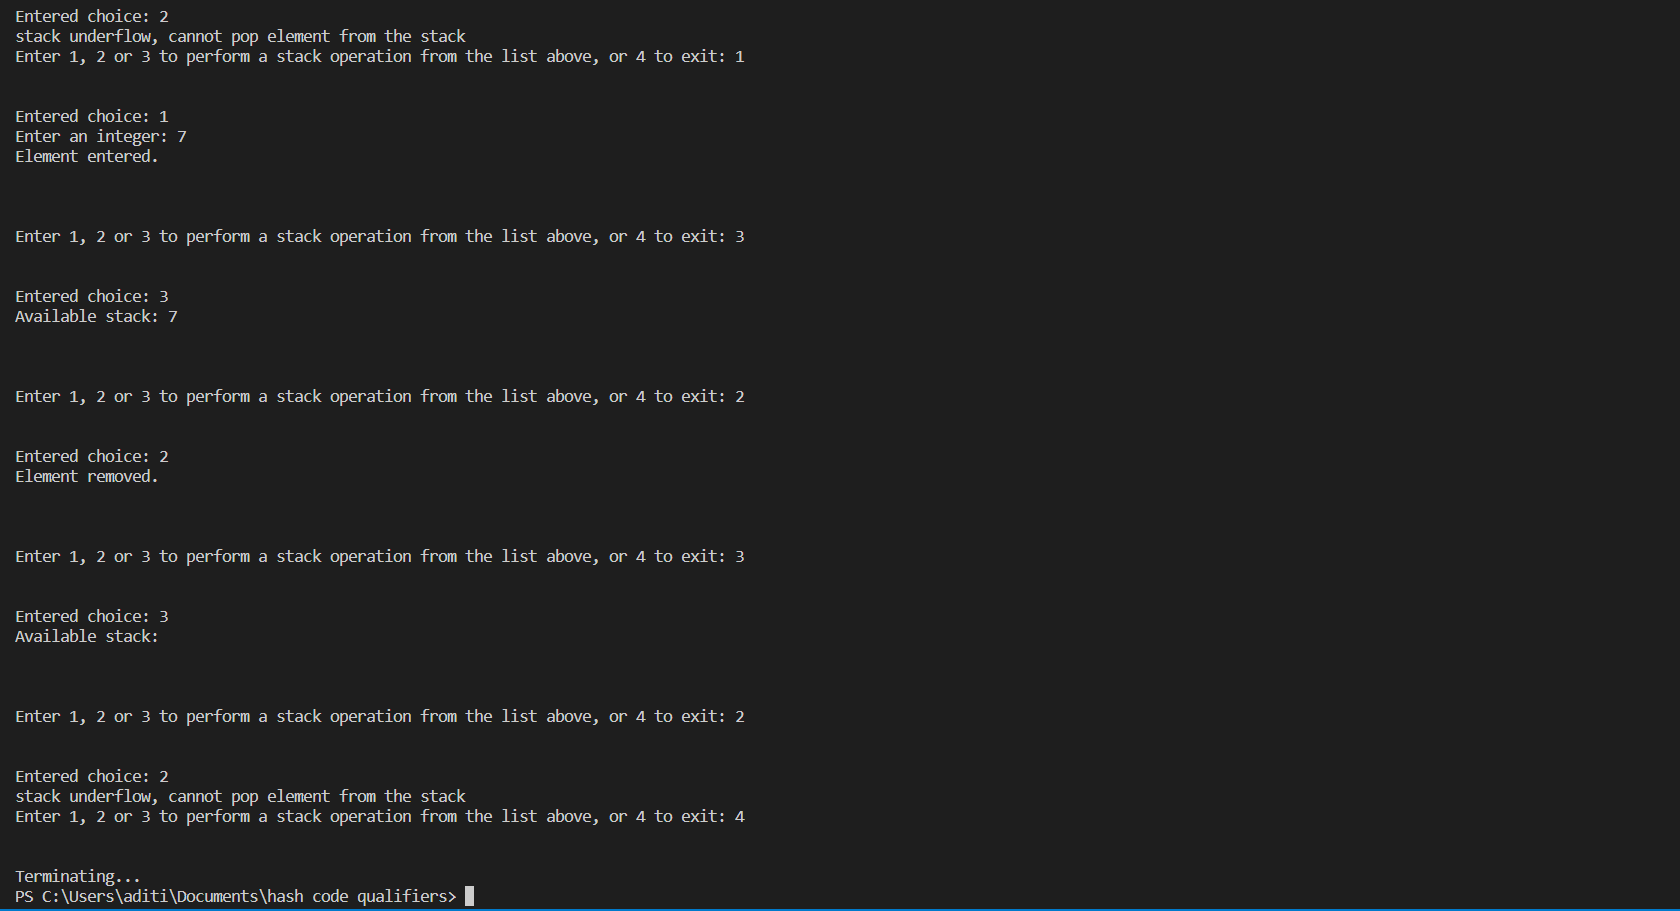 Entered choice: 2
stack underflow, cannot pop element from the stack
Enter 1, 2 or 3 to perform a stack operation from the list above, or 4 to exit: 1
Entered choice: 1
Enter an integer: 7
Element entered.
Enter 1, 2 or 3 to perform a stack operation from the list above, or 4 to exit: 3
Entered choice: 3
Available stack: 7
Enter 1, 2 or 3 to perform a stack operation from the list above, or 4 to exit: 2
Entered choice: 2
Element removed.
Enter 1, 2 or 3 to perform a stack operation from the list above, or 4 to exit: 3
Entered choice: 3
Available stack:
Enter 1, 2 or 3 to perform a stack operation from the list above, or 4 to exit: 2
Entered choice: 2
stack underflow, cannot pop element from the stack
Enter 1, 2 or 3 to perform a stack operation from the list above, or 4 to exit: 4
Terminating...
PS C:\Users\aditi\Documents\hash code qualifiers>